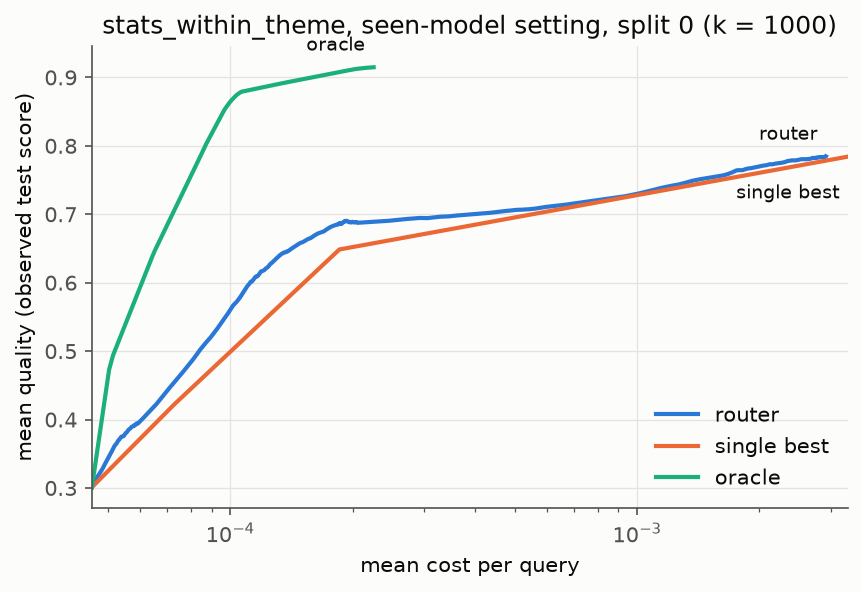 stats_within_theme, seen-model setting, split 0 (k = 1000)
oracle
router
single best
mean quality (observed test score)
0.9
0.8
0.7
0.6
0.5
0.4
0.3
router
single best
oracle
10⁻⁴
10⁻³
mean cost per query